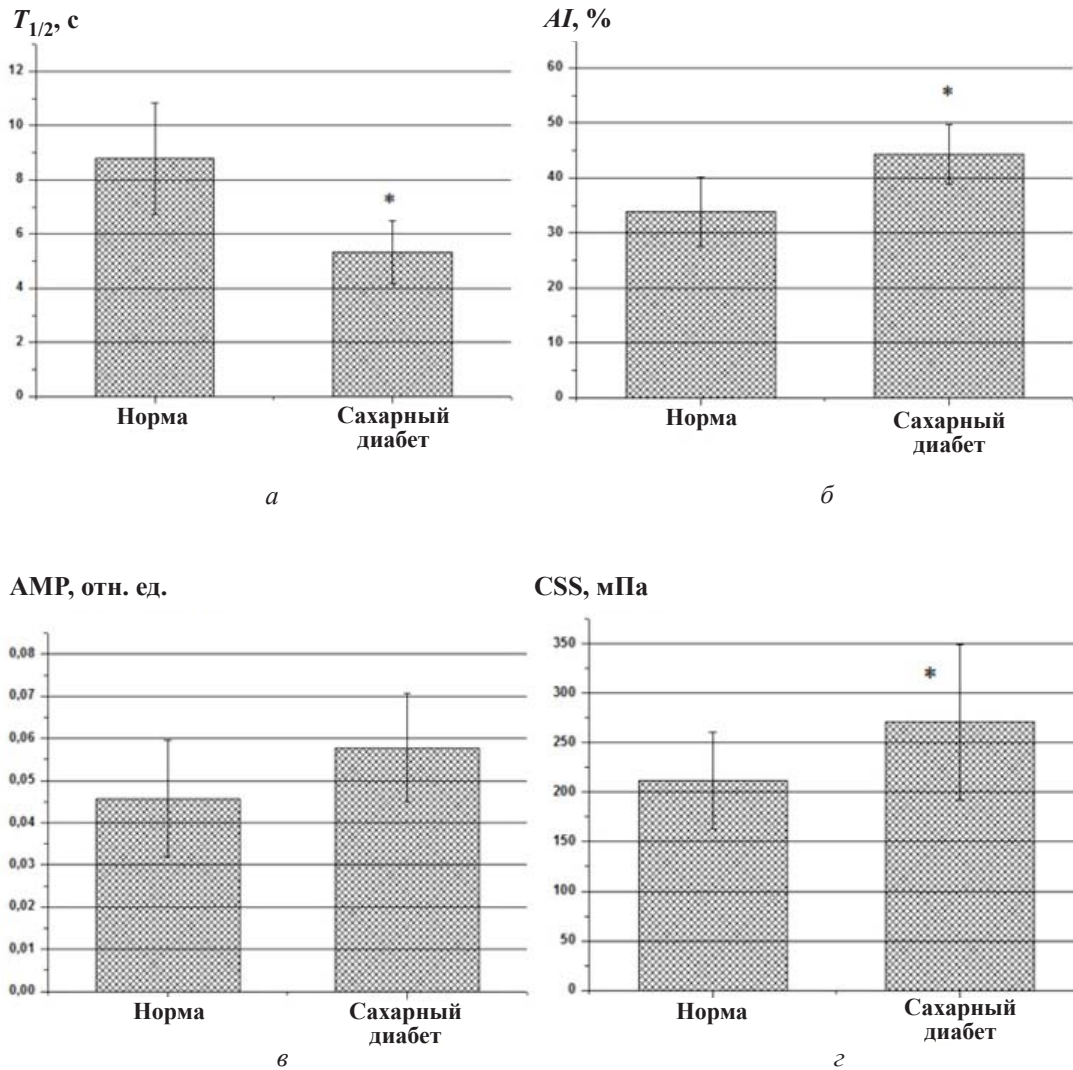 T1/2, с
12
10
8
6
4
2
0
*
Норма
Сахарный
диабет
а
AI, %
60
50
40
30
20
10
0
*
Норма
Сахарный
диабет
б
AMP, отн. ед.
0,08
0,07
0,06
0,05
0,04
0,03
0,02
0,01
0,00
Норма
Сахарный
диабет
в
CSS, мПа
350
300
250
200
150
100
50
0
*
Норма
Сахарный
диабет
г